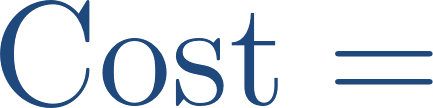 Cost =